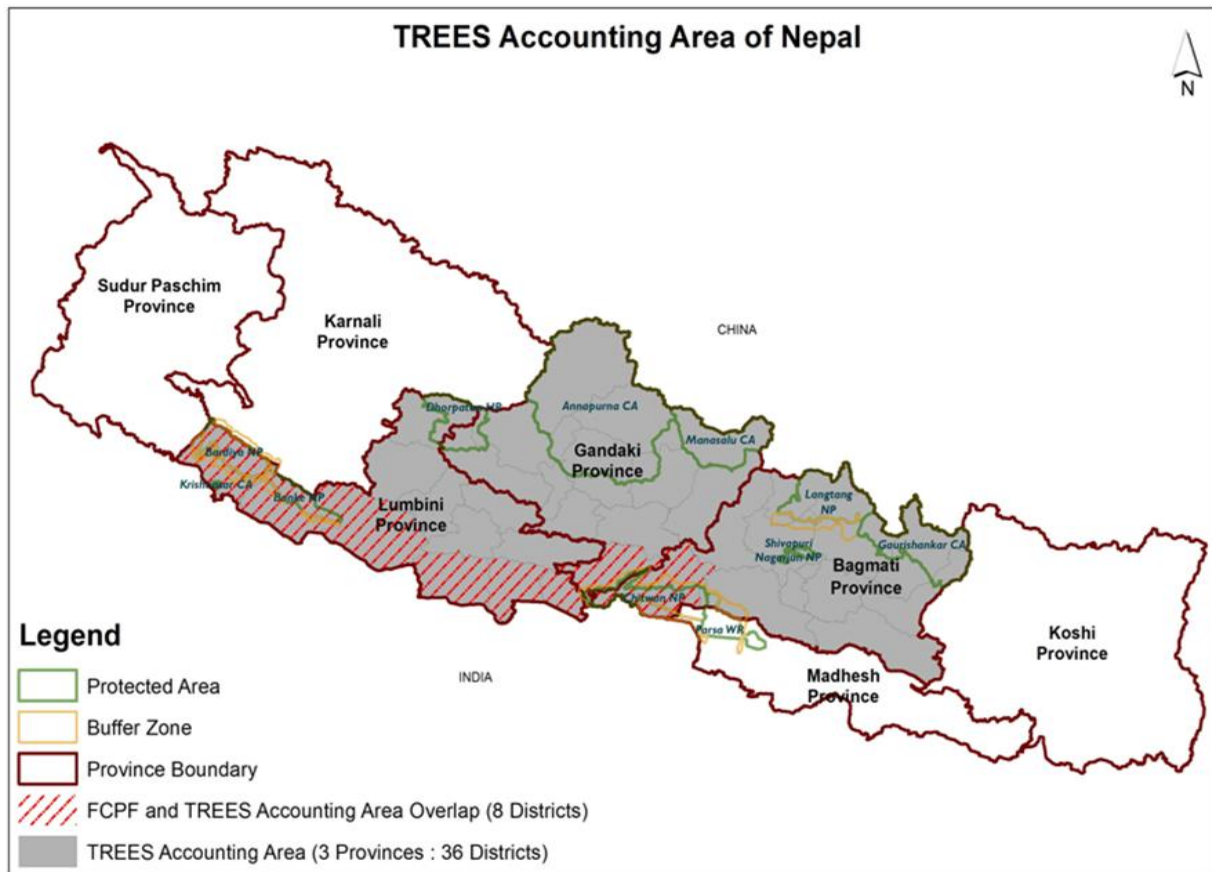 TREES Accounting Area of Nepal
N
Sudur Paschim
Province
Karnali
Province
CHINA
Dhorpatan HR
Annapurna CA
Manasalu CA
Gandaki
Province
Bardiya NP
Krishnasar CA
Banke NP
Lumbini
Province
Langtang
NP
Shivapuri
Nagarjun NP
Gaurishankar CA
Bagmati
Province
Chitwan NP
Parsa WR
Koshi
Province
Madhesh
Province
INDIA
Legend
Protected Area
Buffer Zone
Province Boundary
FCPF and TREES Accounting Area Overlap (8 Districts)
TREES Accounting Area (3 Provinces : 36 Districts)